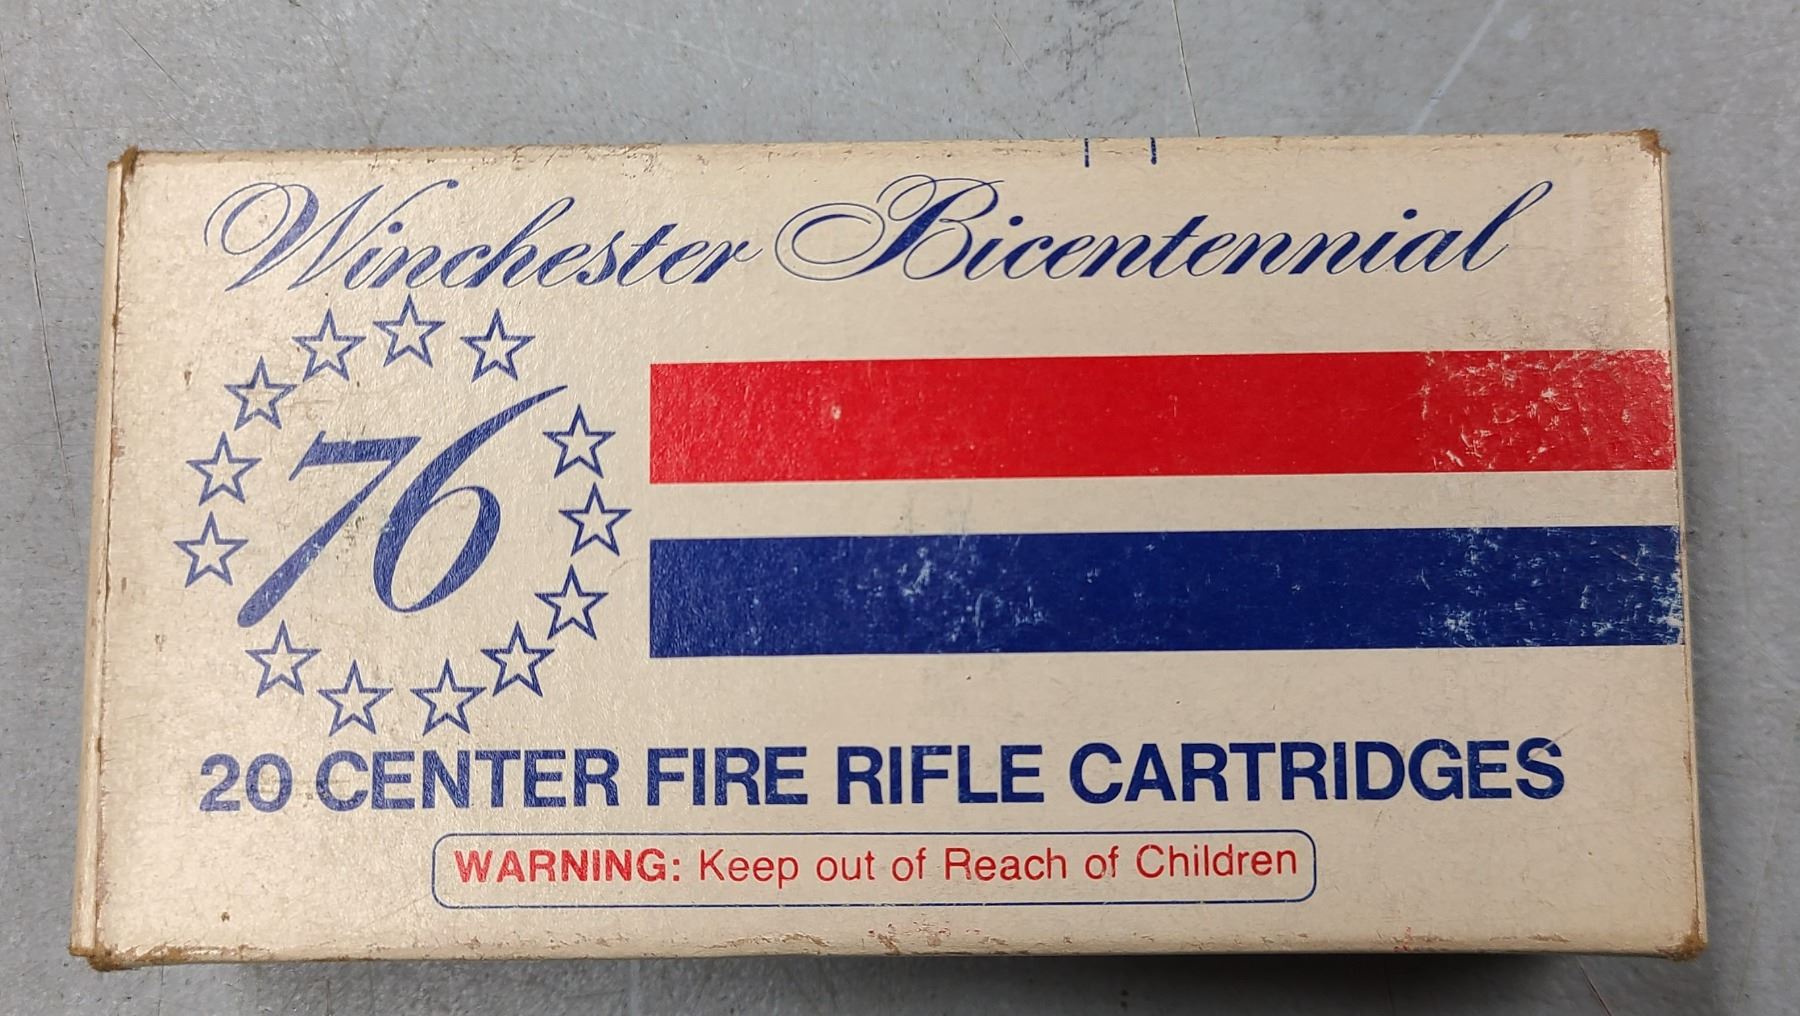 Winchester Bicentennial
76
20 CENTER FIRE RIFLE CARTRIDGES
WARNING: Keep out of Reach of Children